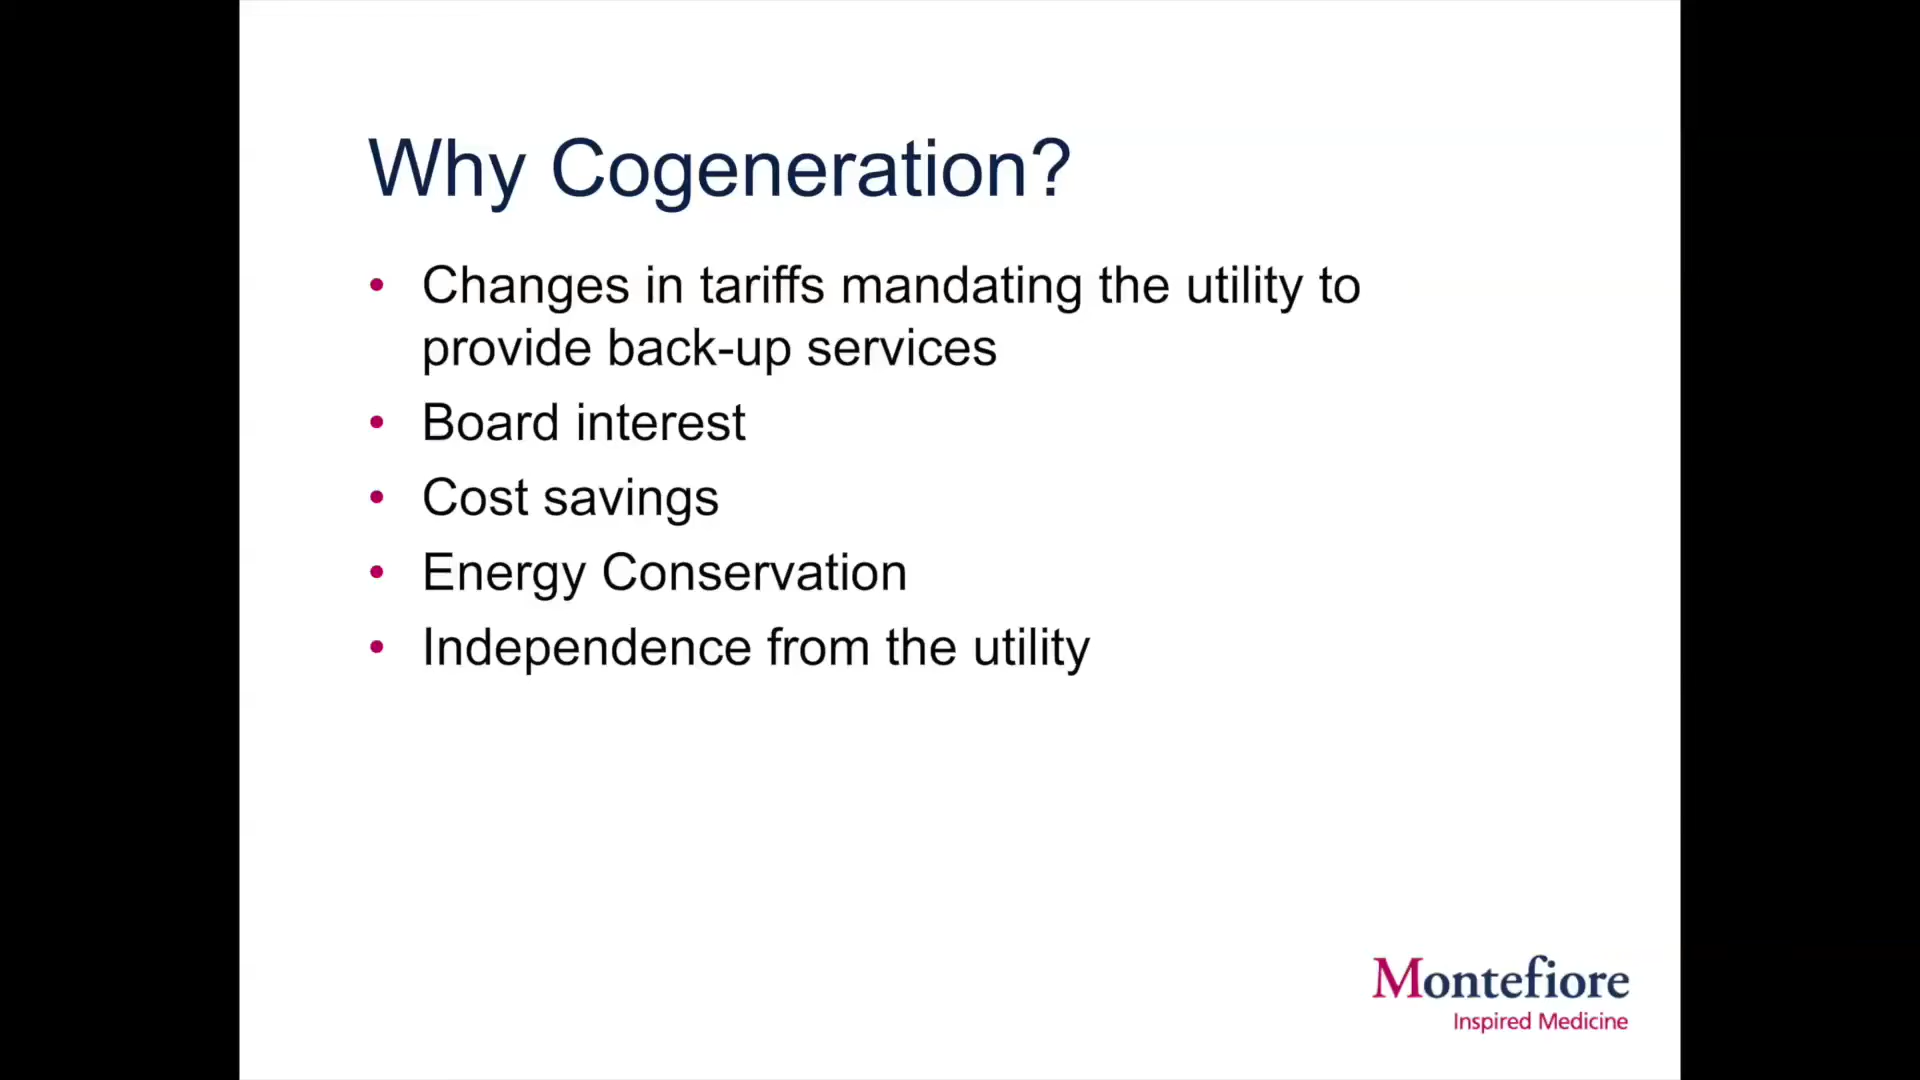 Why Cogeneration?
• Changes in tariffs mandating the utility to
provide back-up services
• Board interest
• Cost savings
• Energy Conservation
• Independence from the utility
Montefiore
Inspired Medicine